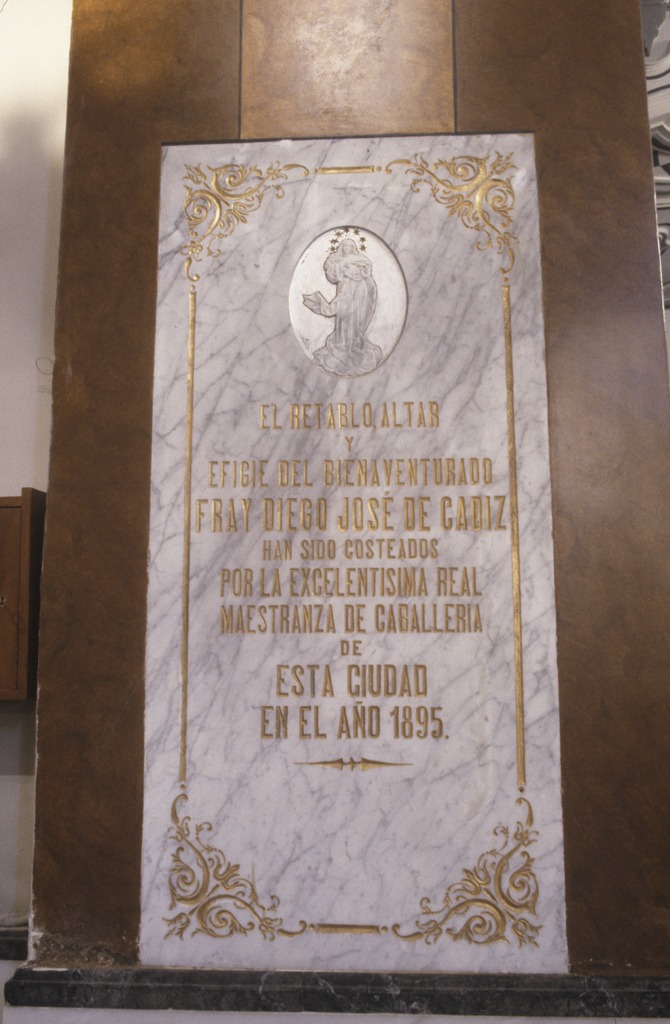 EL RETABLO, ALTAR
Y
EFIGIE DEL BIENAVENTURADO
FRAY DIEGO JOSÉ DE CADIZ
HAN SIDO COSTEADOS
POR LA EXCELENTISIMA REAL
MAESTRANZA DE CABALLERIA
DE
ESTA CIUDAD
EN EL AÑO 1895.